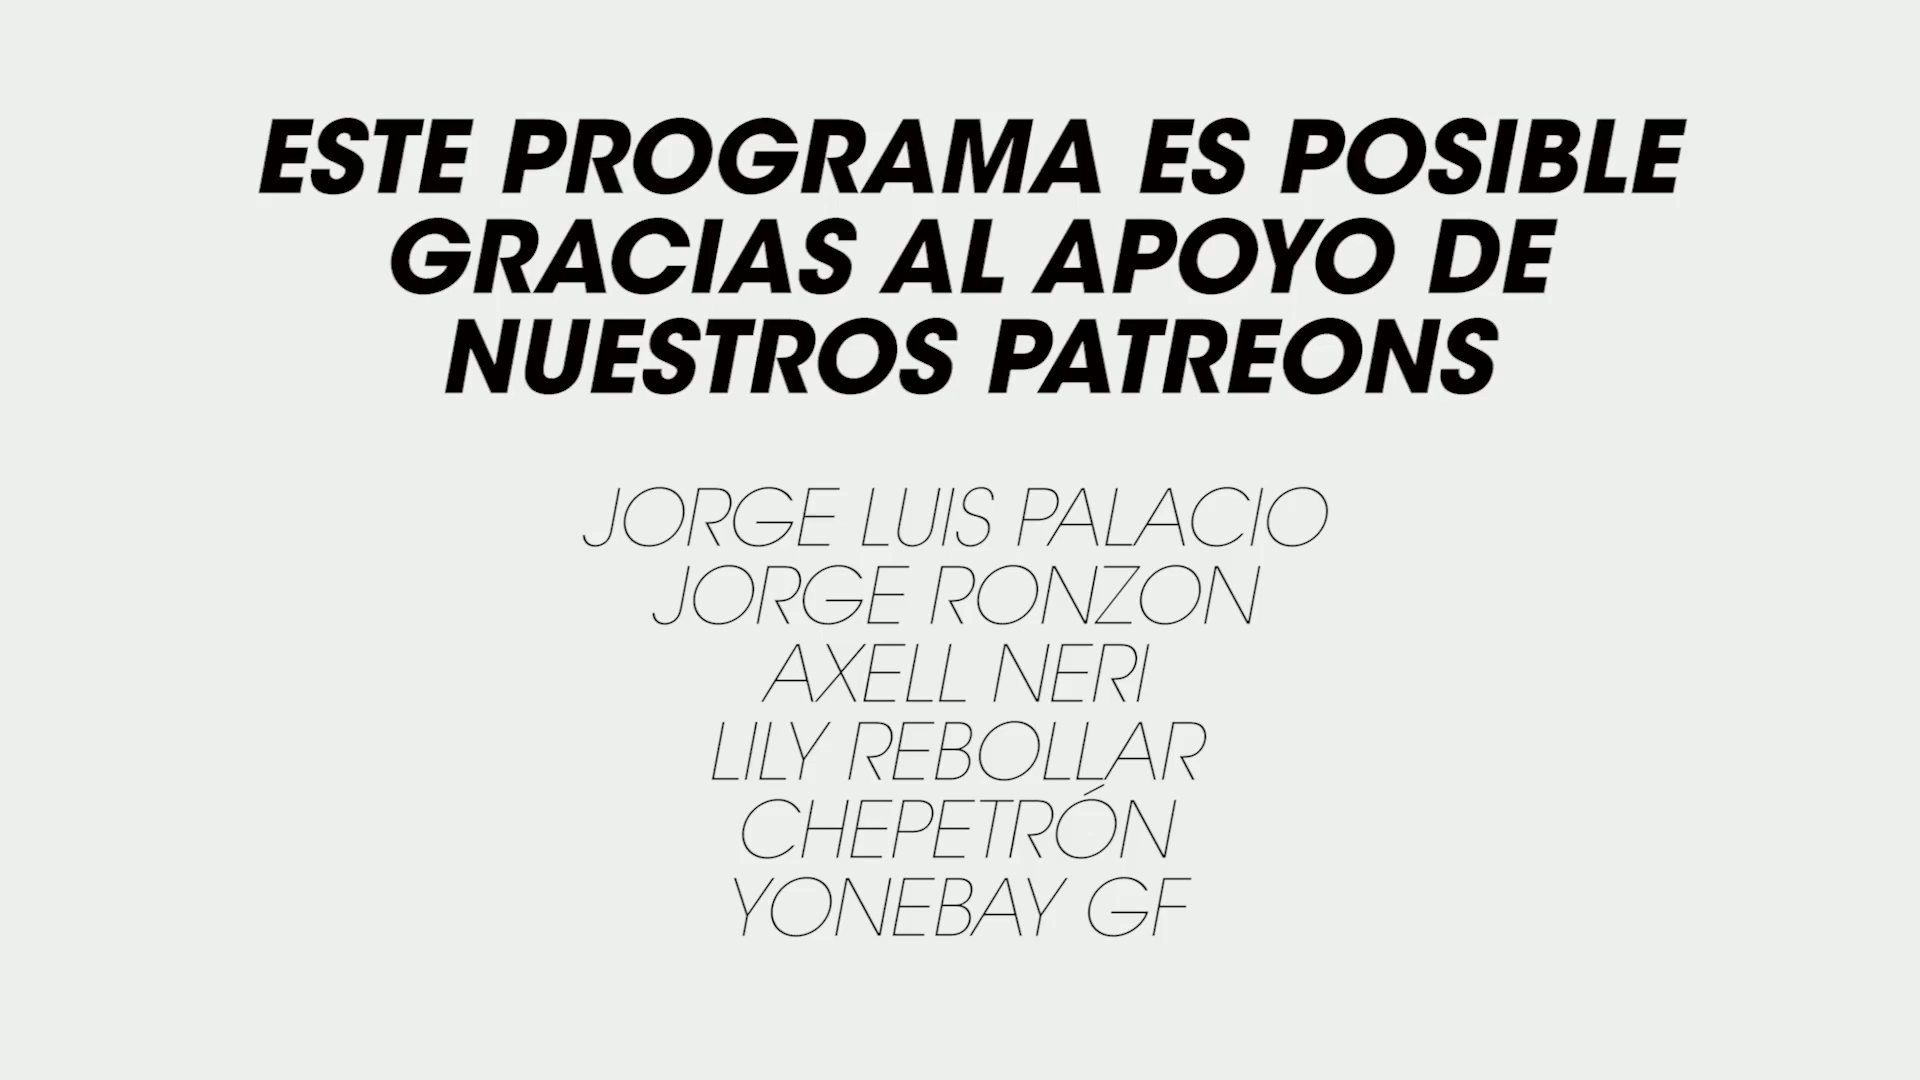 ESTE PROGRAMA ES POSIBLE
GRACIAS AL APOYO DE
NUESTROS PATREONS
JORGE LUIS PALACIO
JORGE RONZON
AXELL NERI
LILY REBOLLAR
CHEPETRÓN
YONEBAY GF